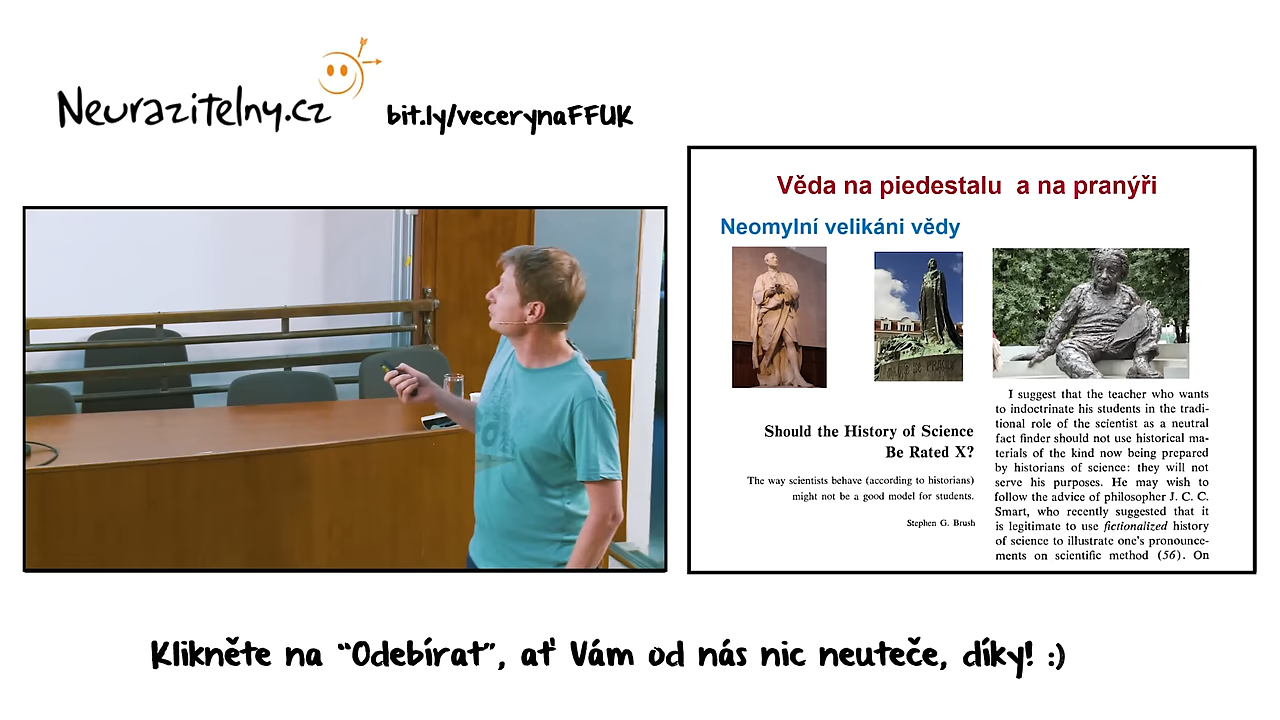 Neurazitelny.cz
bit.ly/vecerynaFFUK
Věda na piedestalu a na pranýři
Neomylní velikáni vědy
Should the History of Science
Be Rated X?
The way scientists behave (according to historians)
might not be a good model for students.
Stephen G. Brush
I suggest that the teacher who wants
to indoctrinate his students in the tradi-
tional role of the scientist as a neutral
fact finder should not use historical ma-
terials of the kind now being prepared
by historians of science: they will not
serve his purposes. He may wish to
follow the advice of philosopher J. C. C.
Smart, who recently suggested that it
is legitimate to use fictionalized history
of science to illustrate one's pronounce-
ments on scientific method (56). On
Klikněte na “Odebírat”, ať Vám od nás nic neuteče, díky! :)